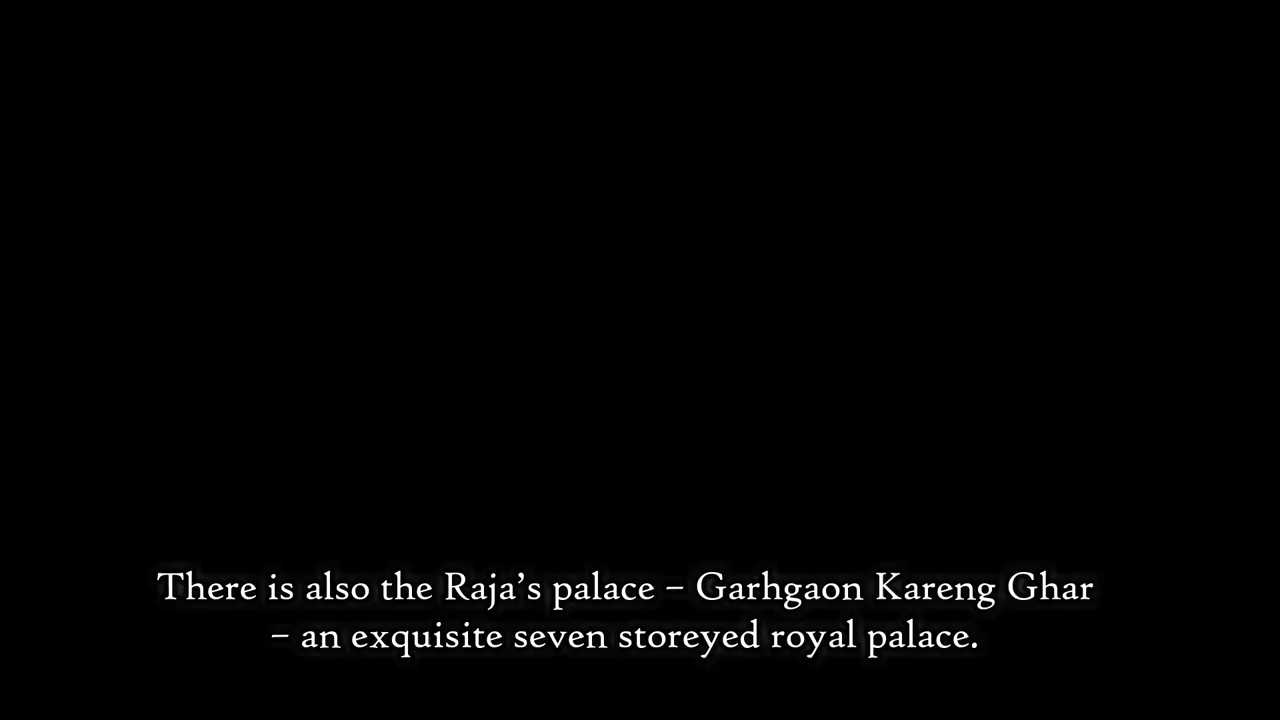 There is also the Raja’s palace – Garhgaon Kareng Ghar
– an exquisite seven storeyed royal palace.